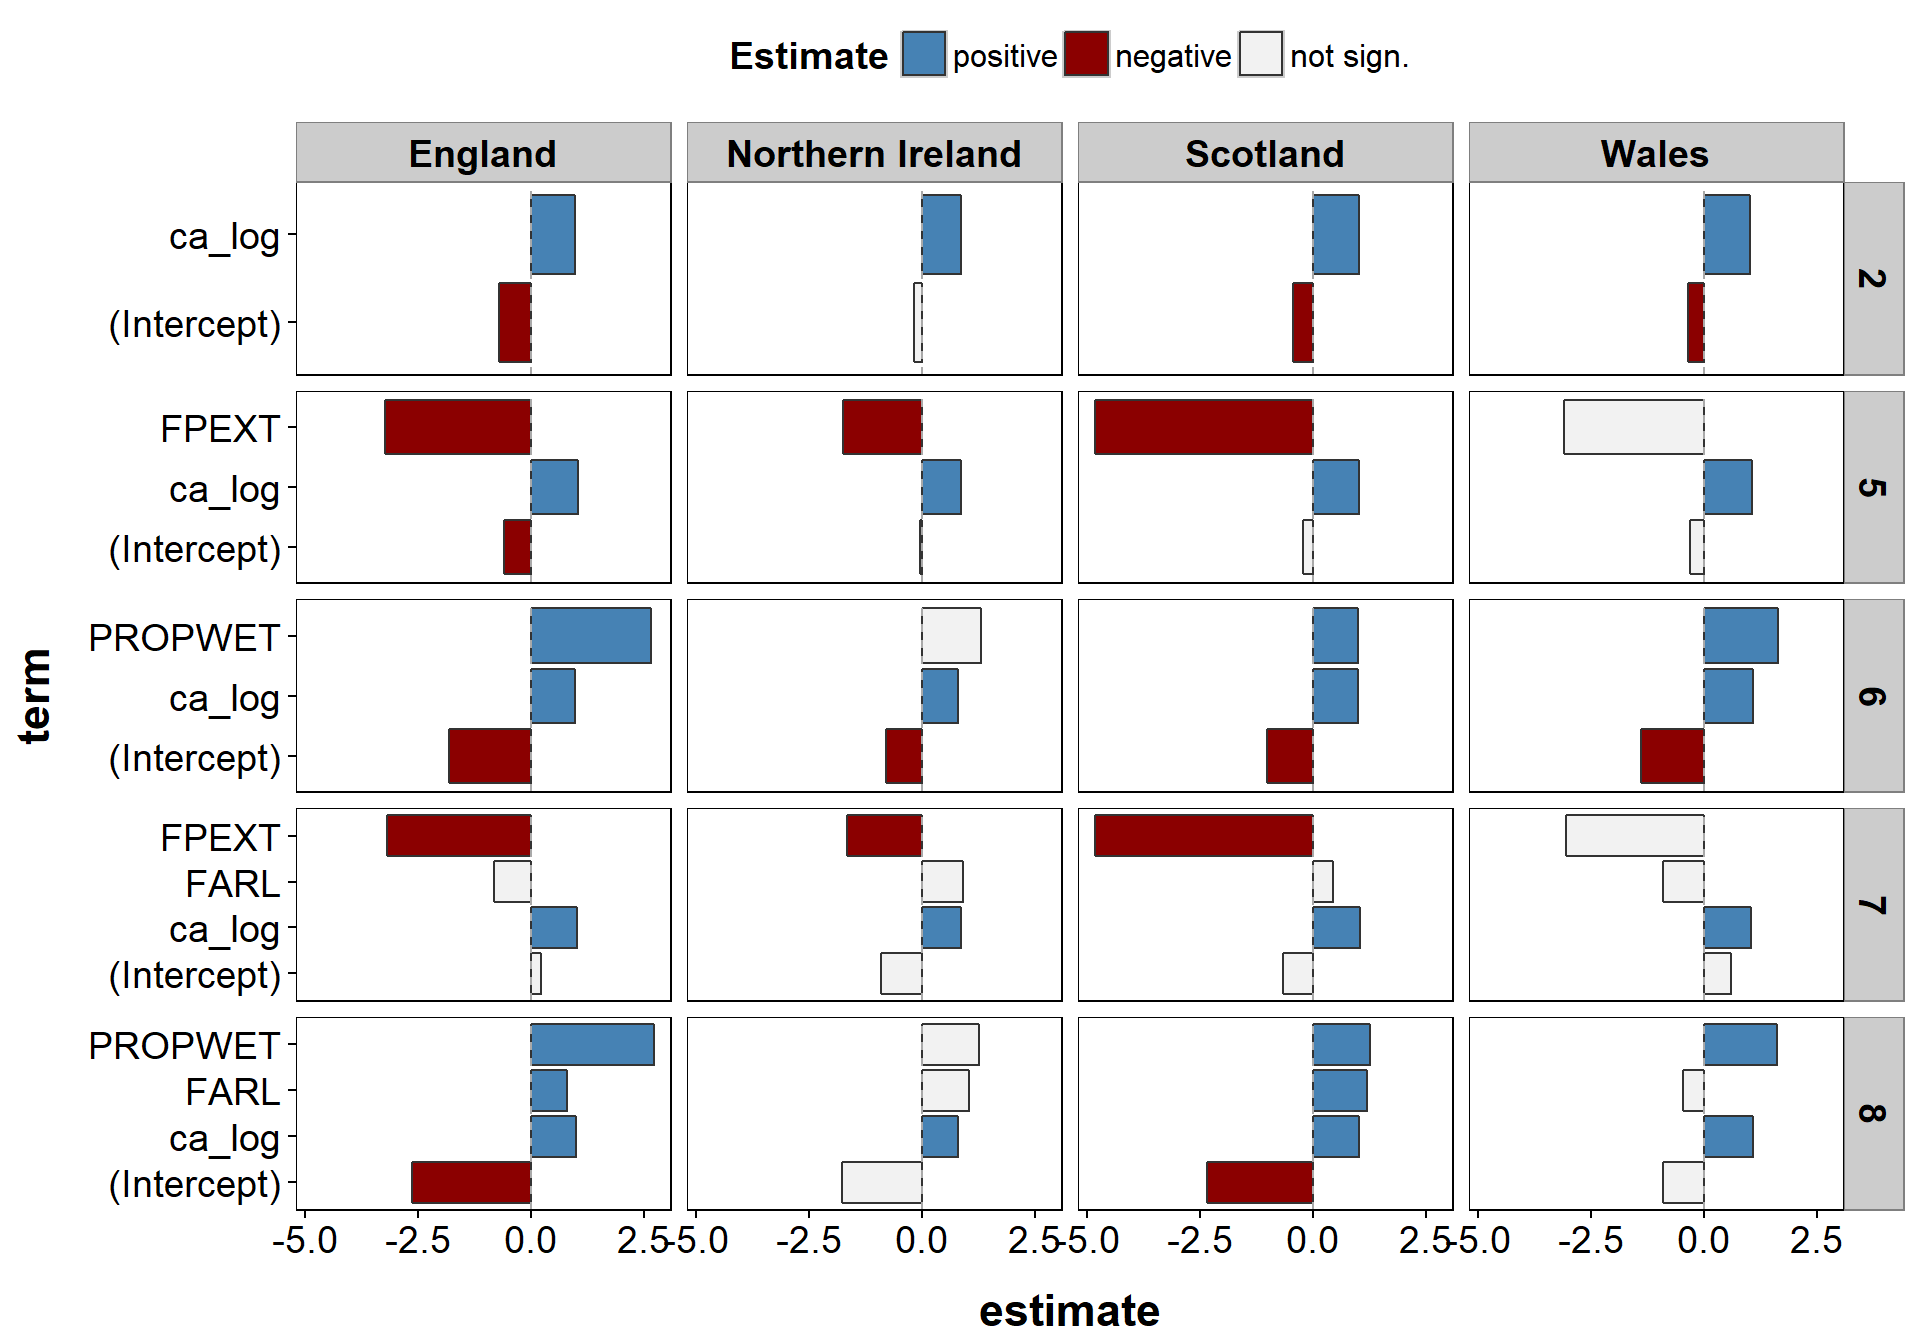 Estimate positive negative not sign.
England Northern Ireland Scotland Wales
ca_log
(Intercept)
2
FPEXT
ca_log
(Intercept)
5
PROPWET
ca_log
(Intercept)
6
FPEXT
FARL
ca_log
(Intercept)
7
PROPWET
FARL
ca_log
(Intercept)
8
term
-5.0 -2.5 0.0 2.5 -5.0 -2.5 0.0 2.5 -5.0 -2.5 0.0 2.5 -5.0 -2.5 0.0 2.5
estimate